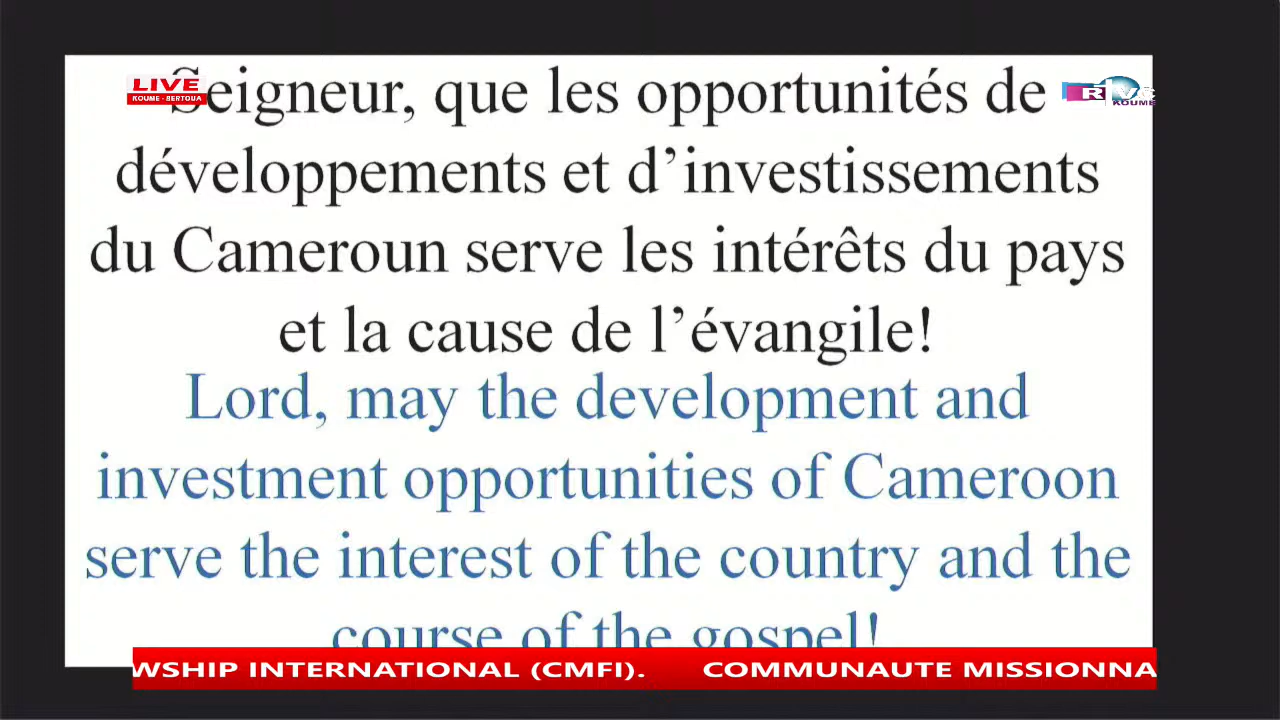 LIVE
KOUME - BERTOUA
Seigneur, que les opportunités de
KOUME
développements et d’investissements
du Cameroun serve les intérêts du pays
et la cause de l’évangile!
Lord, may the development and
investment opportunities of Cameroon
serve the interest of the country and the
course of the gospel!
WSHIP INTERNATIONAL (CMFI). COMMUNAUTE MISSIONNA